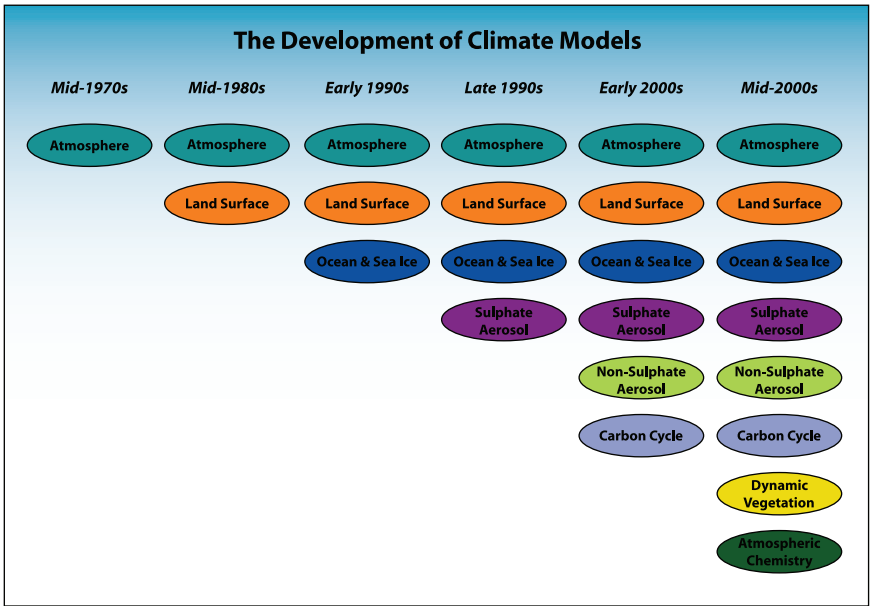 The Development of Climate Models
Mid-1970s Mid-1980s Early 1990s Late 1990s Early 2000s Mid-2000s
Atmosphere Atmosphere Atmosphere Atmosphere Atmosphere Atmosphere
Land Surface Land Surface Land Surface Land Surface Land Surface
Ocean & Sea Ice Ocean & Sea Ice Ocean & Sea Ice Ocean & Sea Ice
Sulphate Sulphate Sulphate
Aerosol Aerosol Aerosol
Non-Sulphate Non-Sulphate
Aerosol Aerosol
Carbon Cycle Carbon Cycle
Dynamic
Vegetation
Atmospheric
Chemistry